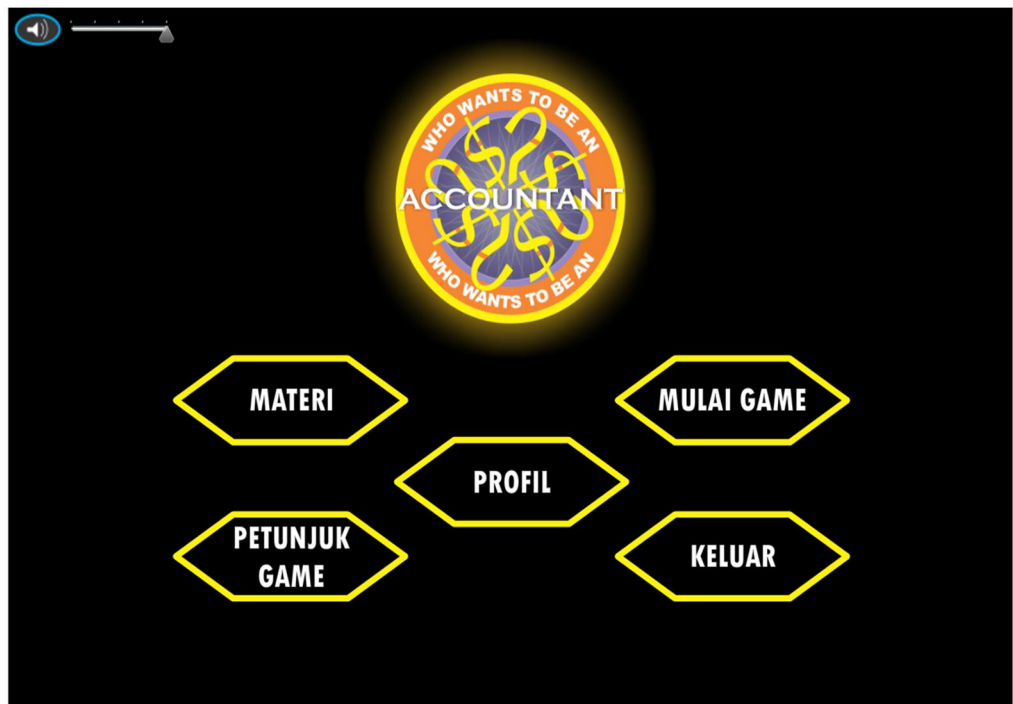 WHO WANTS TO BE AN
ACCOUNTANT
WHO WANTS TO BE AN
MATERI
MULAI GAME
PROFIL
PETUNJUK
GAME
KELUAR